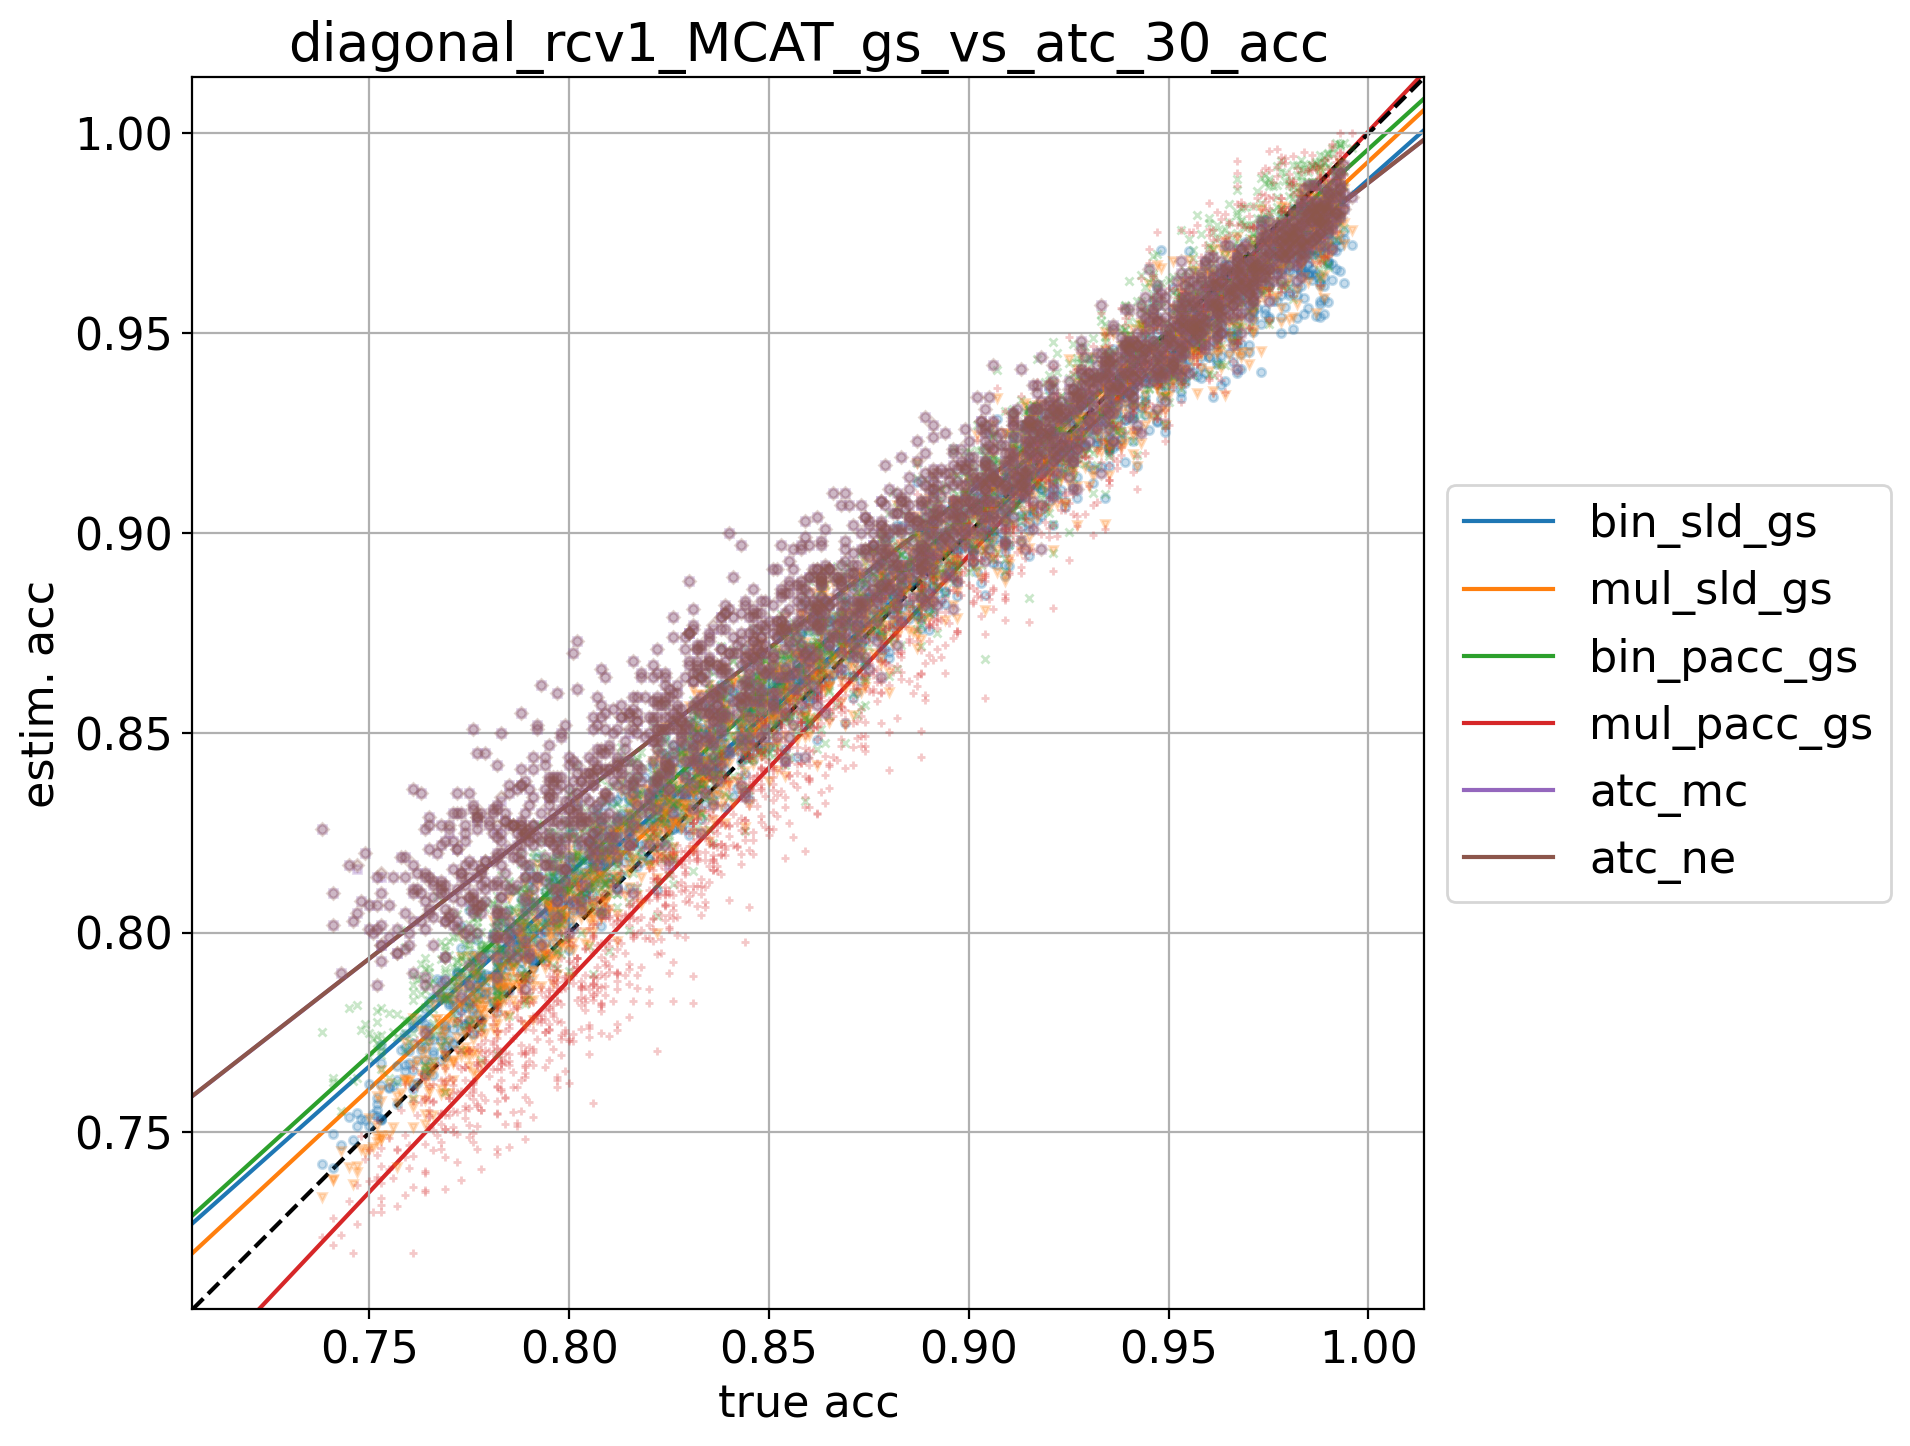 diagonal_rcv1_MCAT_gs_vs_atc_30_acc
1.00
0.95
0.90
0.85
0.80
0.75
estim. acc
0.75 0.80 0.85 0.90 0.95 1.00
true acc
bin_sld_gs
mul_sld_gs
bin_pacc_gs
mul_pacc_gs
atc_mc
atc_ne